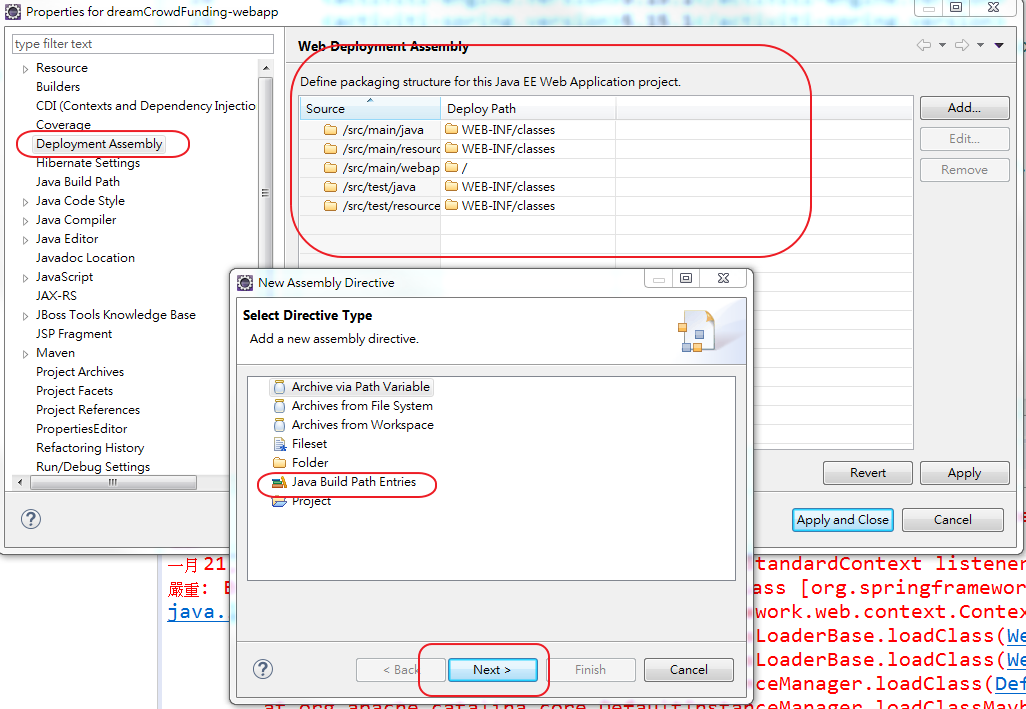 Properties for dreamCrowdFunding-webapp
type filter text
Resource
Builders
CDI (Contexts and Dependency Injectio
Coverage
Deployment Assembly
Hibernate Settings
Java Build Path
Java Code Style
Java Compiler
Java Editor
Javadoc Location
JavaScript
JAX-RS
JBoss Tools Knowledge Base
JSP Fragment
Maven
Project Archives
Project Facets
Project References
PropertiesEditor
Refactoring History
Run/Debug Settings
Web Deployment Assembly
Define packaging structure for this Java EE Web Application project.
Source Deploy Path
/src/main/java WEB-INF/classes
/src/main/resourc WEB-INF/classes
/src/main/webap /
/src/test/java WEB-INF/classes
/src/test/resource WEB-INF/classes
Add...
Edit...
Remove
Revert Apply
Apply and Close Cancel
New Assembly Directive
Select Directive Type
Add a new assembly directive.
Archive via Path Variable
Archives from File System
Archives from Workspace
Fileset
Folder
Java Build Path Entries
Project
< Back Next > Finish Cancel
一月 21 tandardContext listener
嚴重: ass [org.springframewor
java. work.web.context.Contex
LoaderBase.loadClass(We
LoaderBase.loadClass(We
nceManager.loadClass(Def
at org.apache.catalina.core.DefaultInstanceManager.loadClassMayb